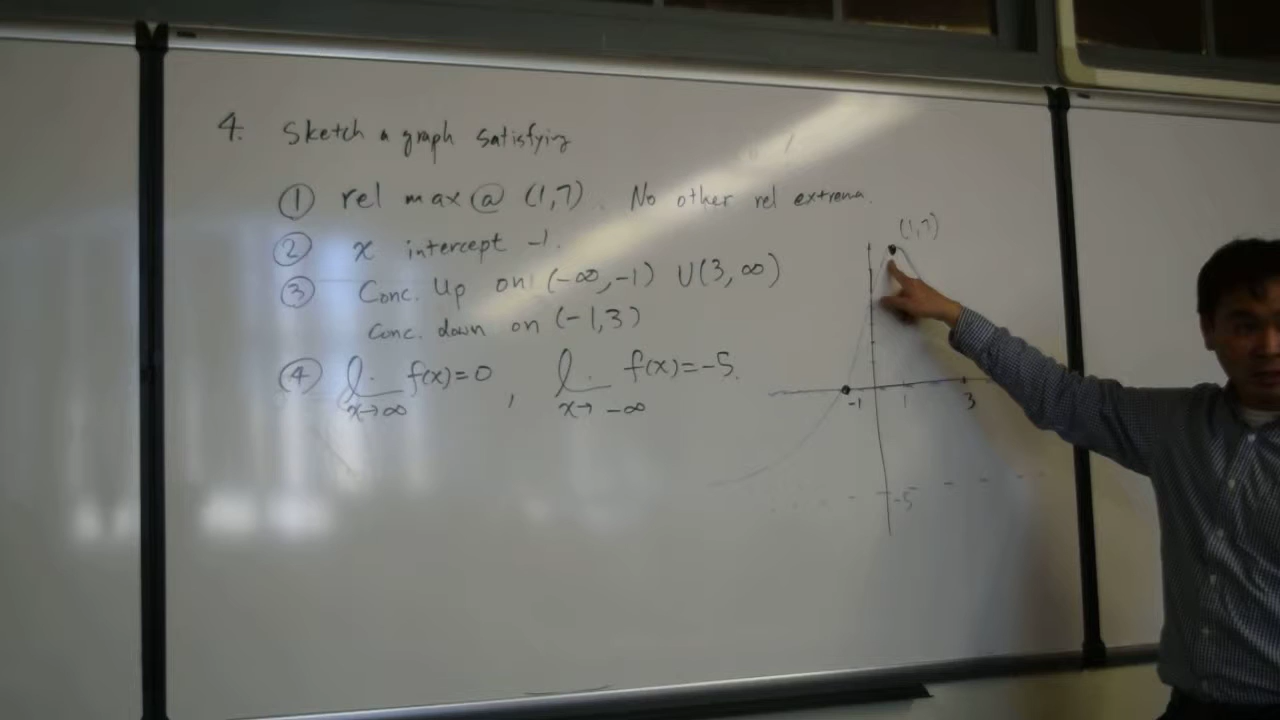 4. Sketch a graph satisfying
① rel max @ (1,7). No other rel extrema.
② x intercept -1.
③ Conc. Up on (-∞,-1) U(3,∞)
Conc. down on (-1,3)
④ lim x→∞ f(x)=0, lim x→-∞ f(x)=-5.
(1,7)
-1 1 3
-5